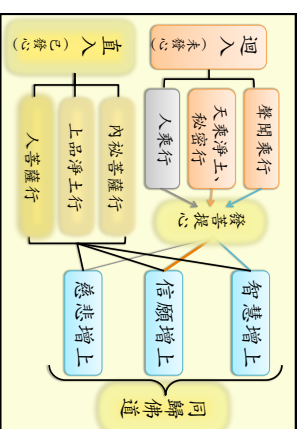 迴入（未發心）
聲聞乘行
天乘淨土、
秘密行
人乘行
發菩提心
直入（已發心）
內祕菩薩行
上品淨土行
人菩薩行
智慧增上
信願增上
慈悲增上
同歸佛道